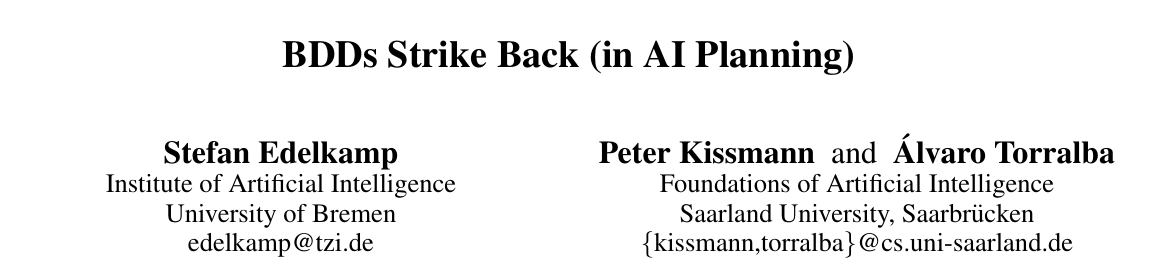 BDDs Strike Back (in AI Planning)
Stefan Edelkamp
Institute of Artificial Intelligence
University of Bremen
edelkamp@tzi.de
Peter Kissmann and Álvaro Torralba
Foundations of Artificial Intelligence
Saarland University, Saarbrücken
{kissmann,torralba}@cs.uni-saarland.de